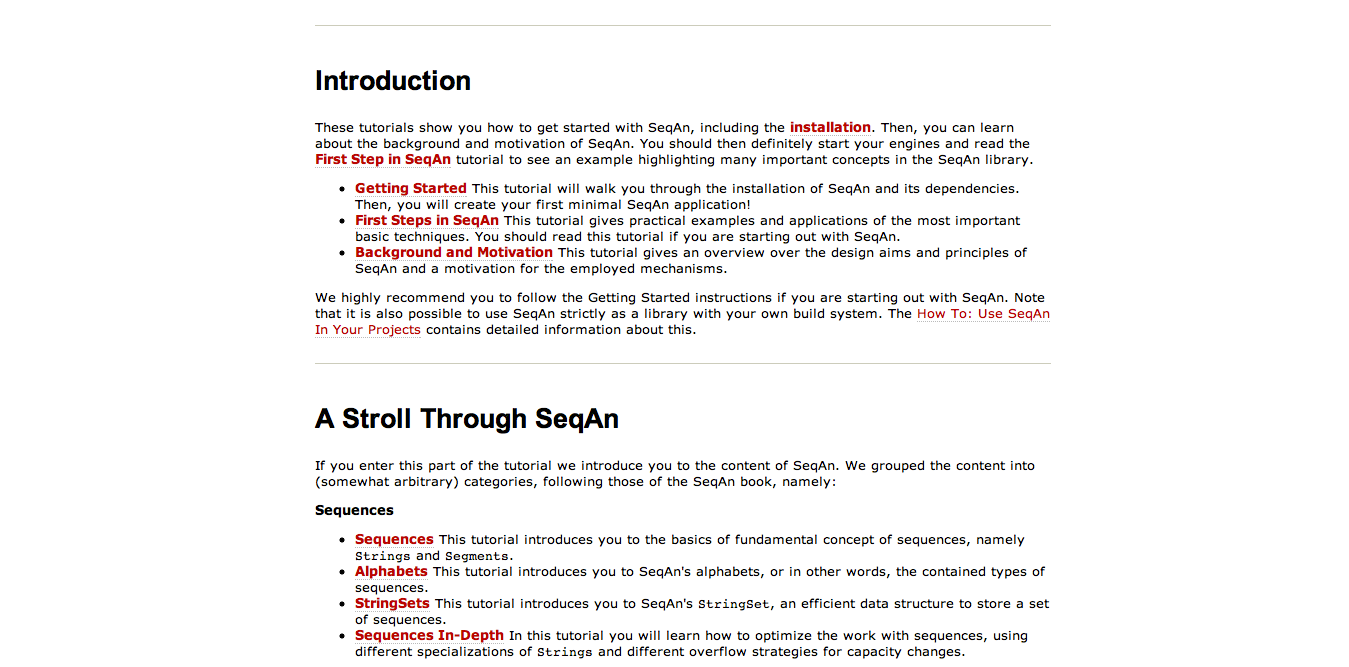 Introduction
These tutorials show you how to get started with SeqAn, including the installation. Then, you can learn
about the background and motivation of SeqAn. You should then definitely start your engines and read the
First Step in SeqAn tutorial to see an example highlighting many important concepts in the SeqAn library.
• Getting Started This tutorial will walk you through the installation of SeqAn and its dependencies.
Then, you will create your first minimal SeqAn application!
• First Steps in SeqAn This tutorial gives practical examples and applications of the most important
basic techniques. You should read this tutorial if you are starting out with SeqAn.
• Background and Motivation This tutorial gives an overview over the design aims and principles of
SeqAn and a motivation for the employed mechanisms.
We highly recommend you to follow the Getting Started instructions if you are starting out with SeqAn. Note
that it is also possible to use SeqAn strictly as a library with your own build system. The How To: Use SeqAn
In Your Projects contains detailed information about this.
A Stroll Through SeqAn
If you enter this part of the tutorial we introduce you to the content of SeqAn. We grouped the content into
(somewhat arbitrary) categories, following those of the SeqAn book, namely:
Sequences
• Sequences This tutorial introduces you to the basics of fundamental concept of sequences, namely
Strings and Segments.
• Alphabets This tutorial introduces you to SeqAn's alphabets, or in other words, the contained types of
sequences.
• StringSets This tutorial introduces you to SeqAn's StringSet, an efficient data structure to store a set
of sequences.
• Sequences In-Depth In this tutorial you will learn how to optimize the work with sequences, using
different specializations of Strings and different overflow strategies for capacity changes.